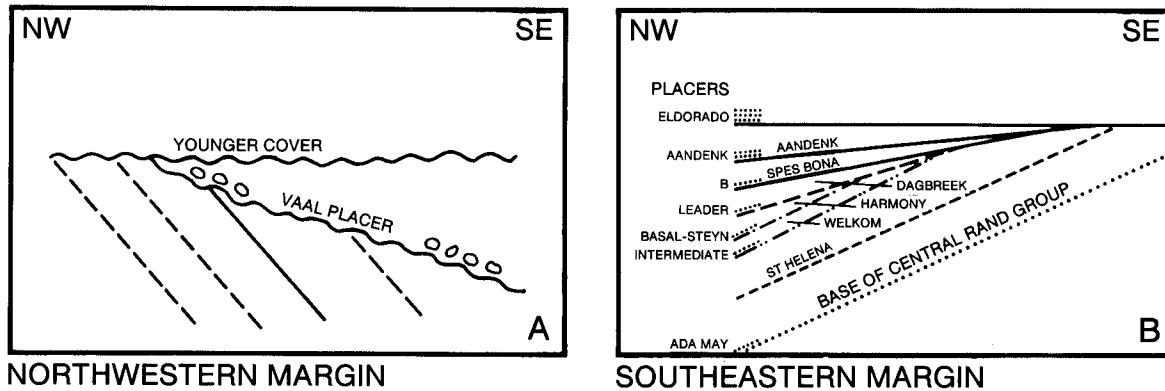 NW
SE
YOUNGER COVER
VAAL PLACER
A
NORTHWESTERN MARGIN
NW
SE
PLACERS
ELDORADO
AANDENK
AANDENK
SPES BONA
B
DAGBREEK
LEADER
HARMONY
BASAL-STEYN
WELKOM
INTERMEDIATE
ST HELENA
BASE OF CENTRAL RAND GROUP
ADA MAY
B
SOUTHEASTERN MARGIN